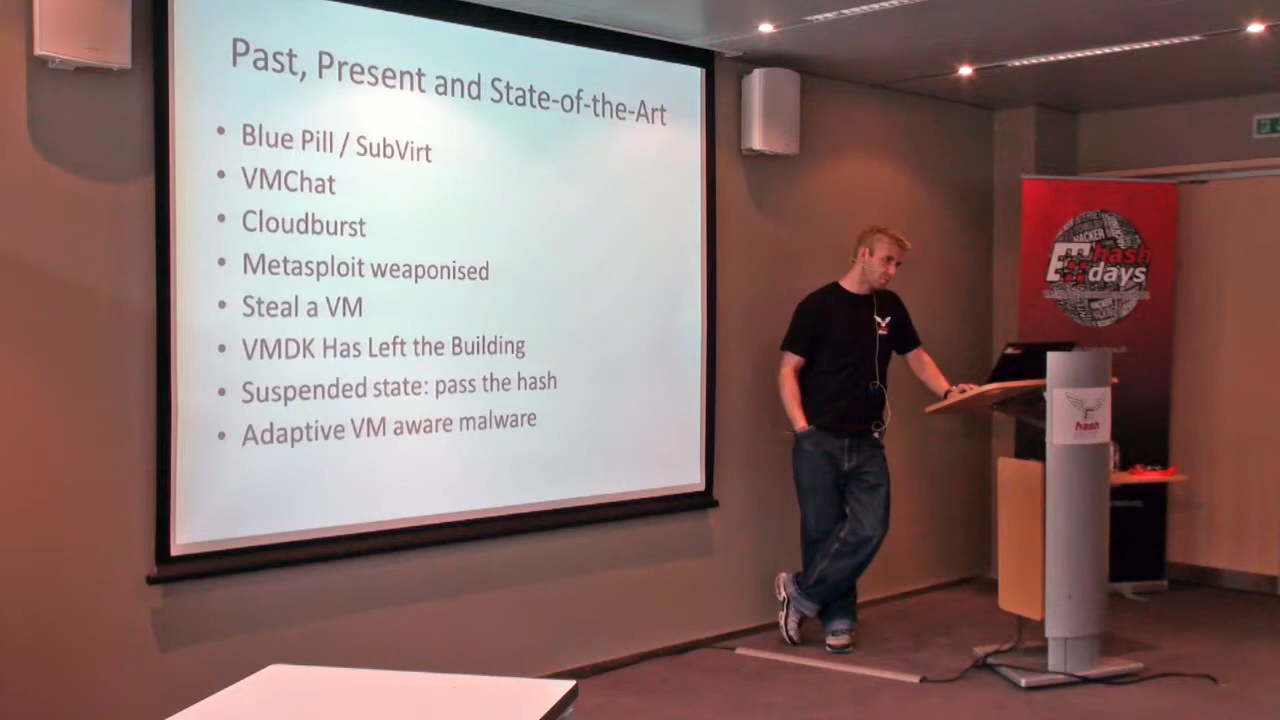 Past, Present and State-of-the-Art
• Blue Pill / SubVirt
• VMChat
• Cloudburst
• Metasploit weaponised
• Steal a VM
• VMDK Has Left the Building
• Suspended state: pass the hash
• Adaptive VM aware malware
HACKER
hash
days
hash